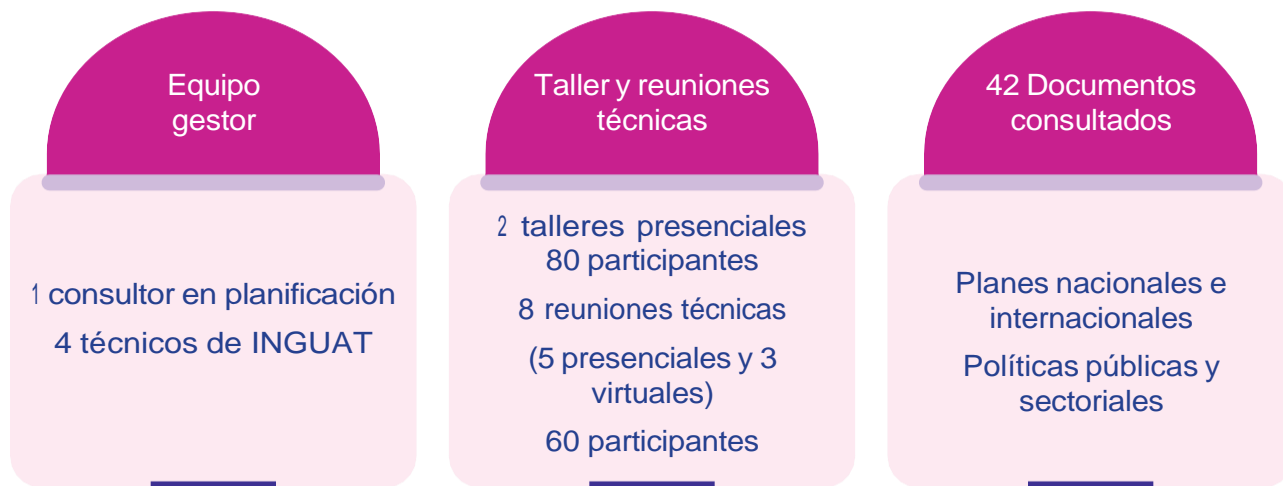 Equipo
gestor
1 consultor en planificación
4 técnicos de INGUAT
Taller y reuniones
técnicas
2 talleres presenciales
80 participantes
8 reuniones técnicas
(5 presenciales y 3
virtuales)
60 participantes
42 Documentos
consultados
Planes nacionales e
internacionales
Políticas públicas y
sectoriales